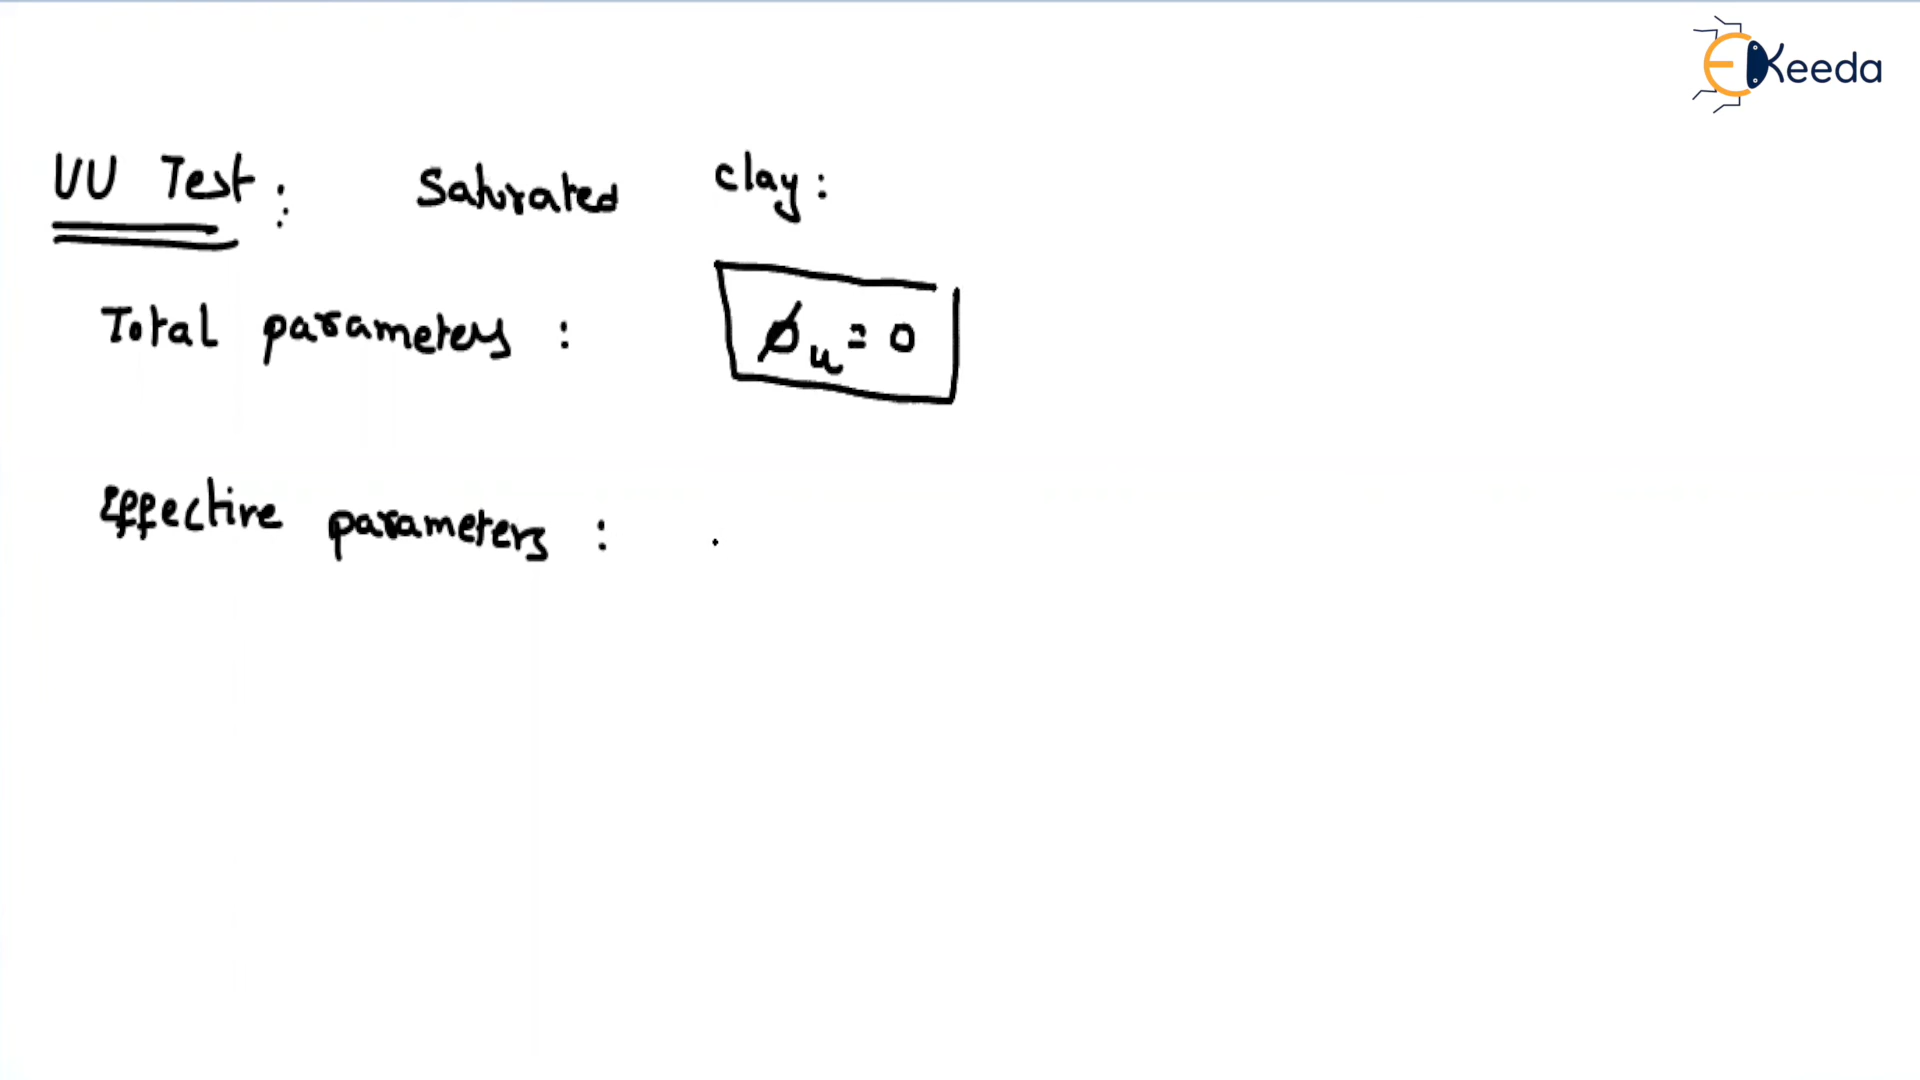 EKeeda
UU Test: Saturated clay:
Total parameters: ϕu = 0
Effective parameters: